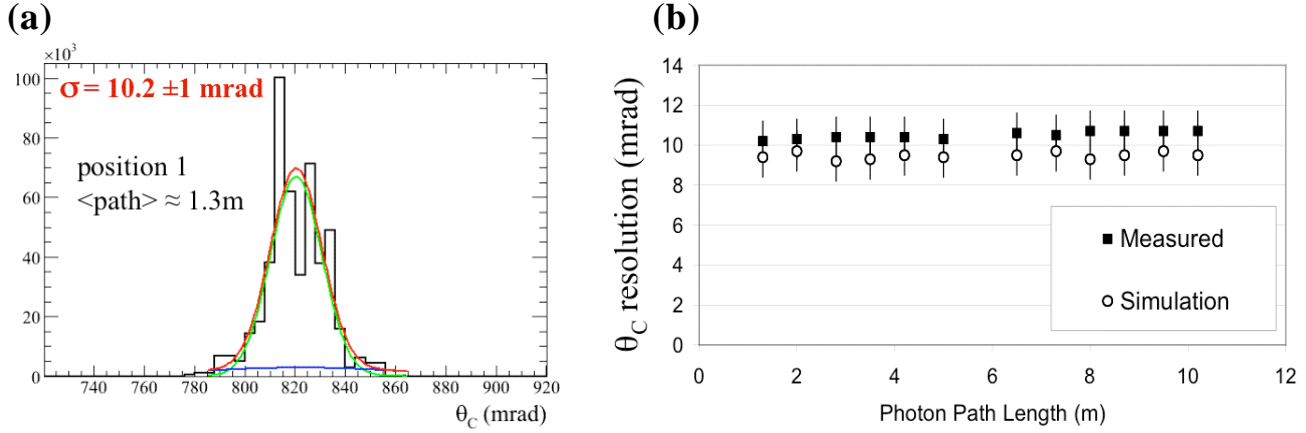 (a)
×10³
100
80
60
40
20
0
σ = 10.2 ±1 mrad
position 1
<path> ≈ 1.3m
740 760 780 800 820 840 860 880 900 920
θC (mrad)
(b)
θC resolution (mrad)
14
12
10
8
6
4
2
0
Measured
Simulation
0 2 4 6 8 10 12
Photon Path Length (m)